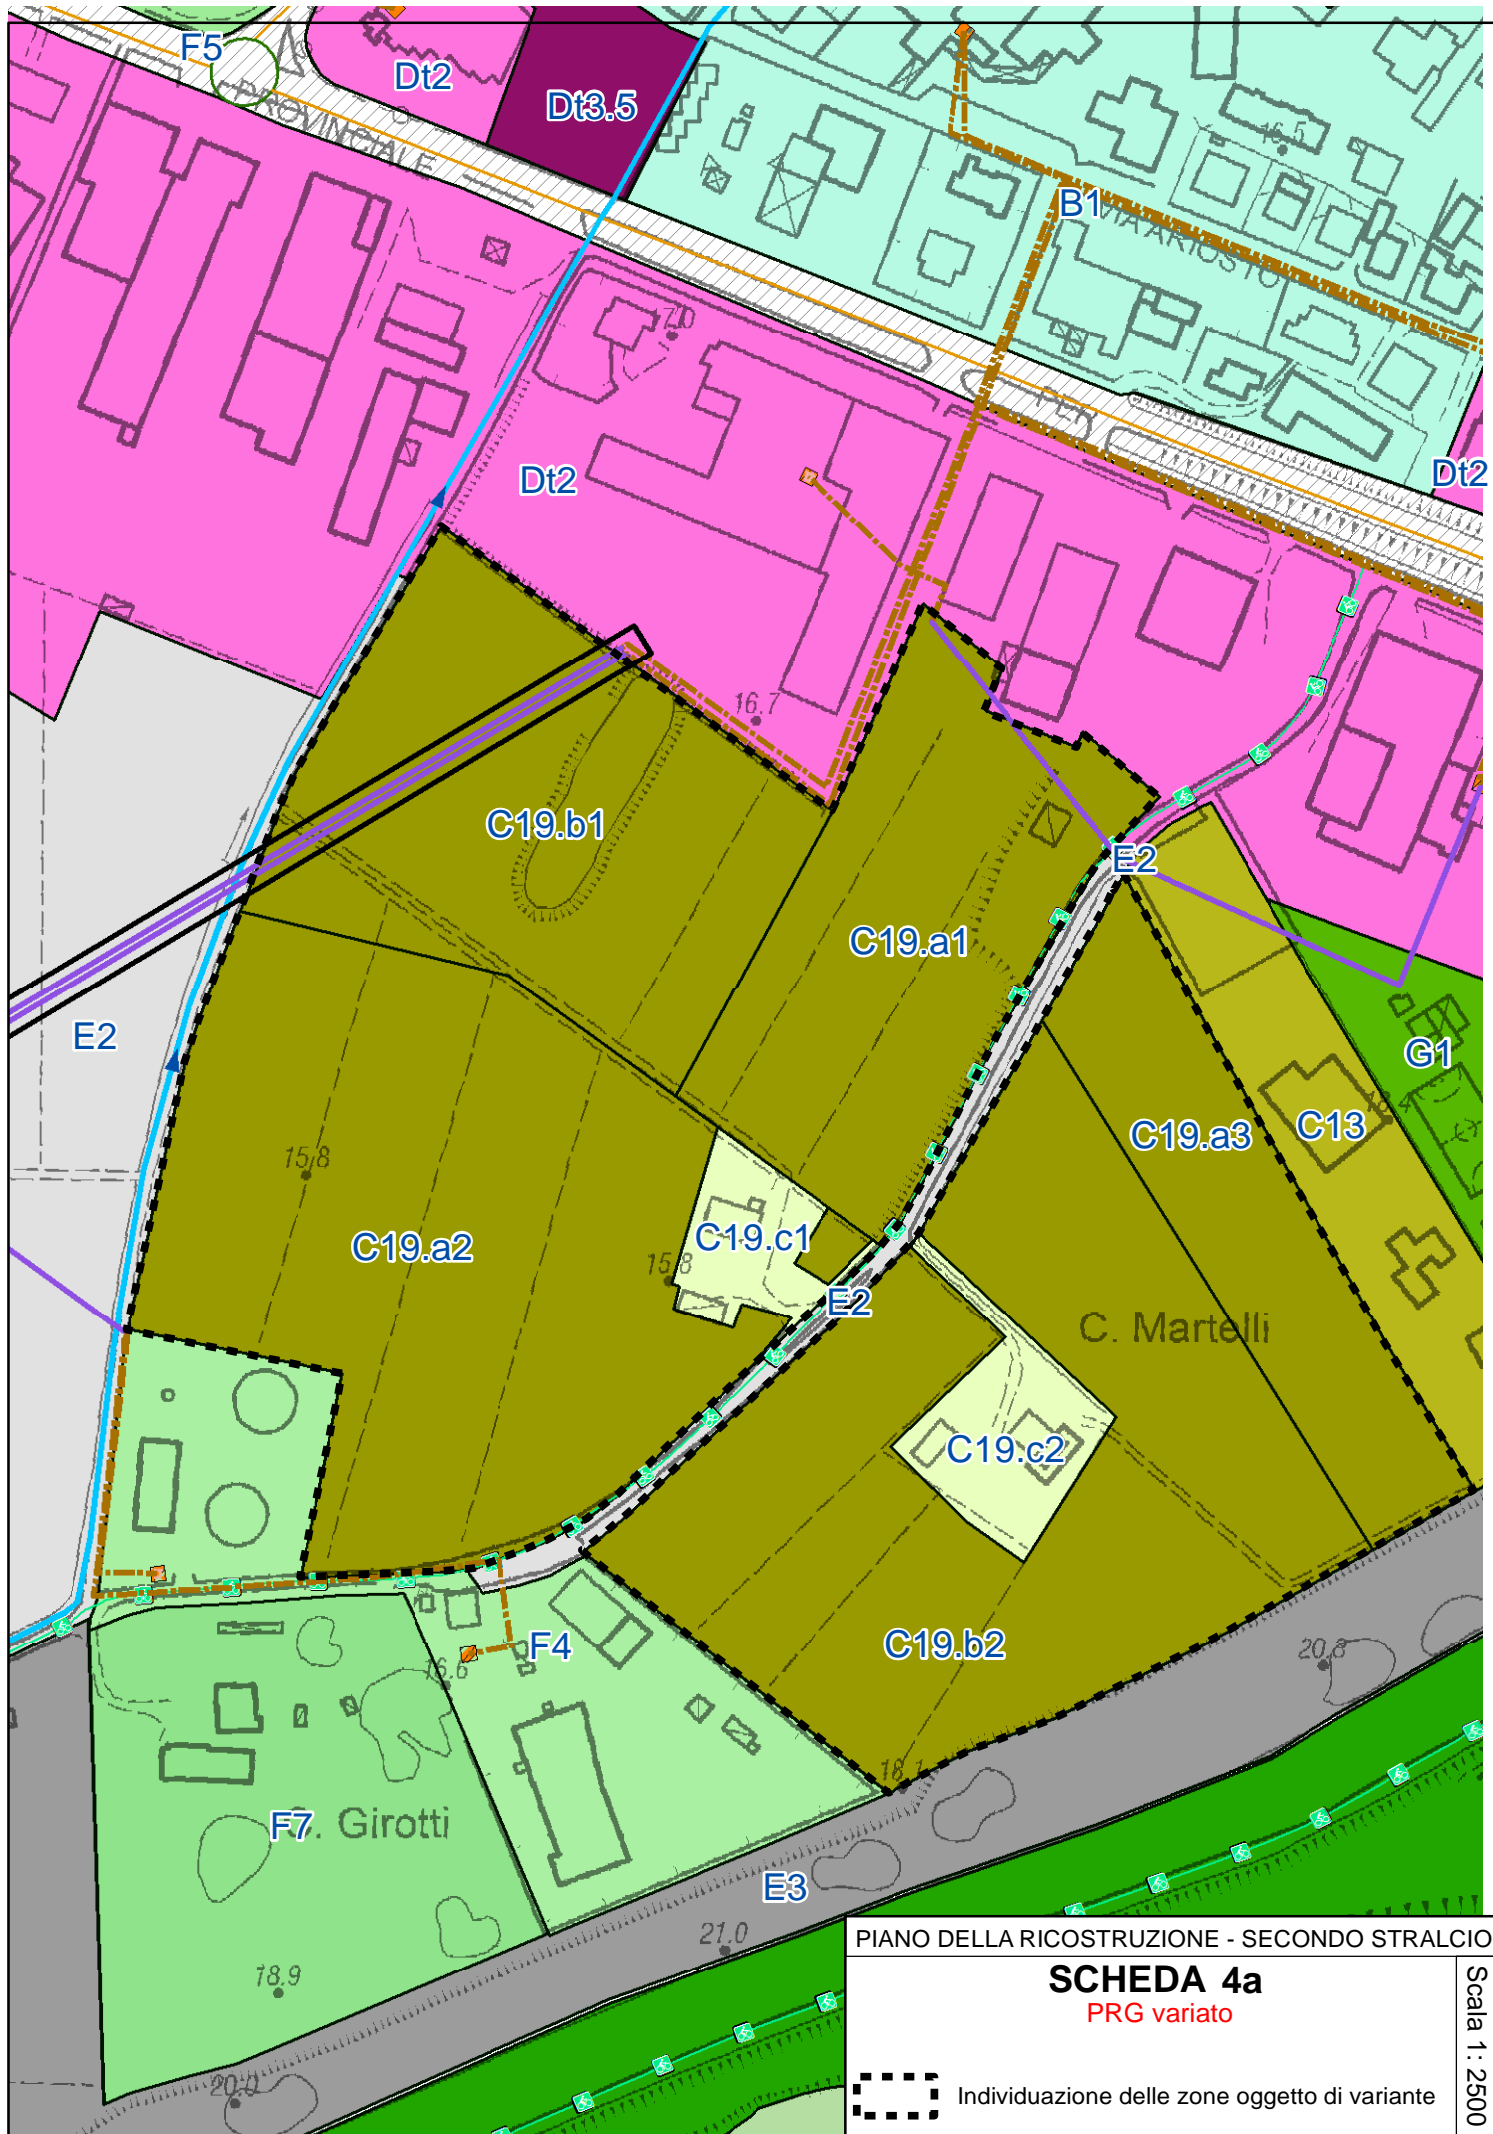 F5
Dt2
Dt3.5
PROVINCIALE
16.5
B1
VIA ARIOSTO
Dt2
Dt2
16.7
C19.b1
C19.a1
E2
E2
G1
C13
C19.a3
15.8
C19.a2
C19.c1
15.8
E2
C. Martelli
C19.c2
F4
C19.b2
20.8
16.6
18.1
F7
C. Girotti
E3
21.0
18.9
20.0
PIANO DELLA RICOSTRUZIONE - SECONDO STRALCIO
SCHEDA 4a
PRG variato
Individuazione delle zone oggetto di variante
Scala 1: 2500